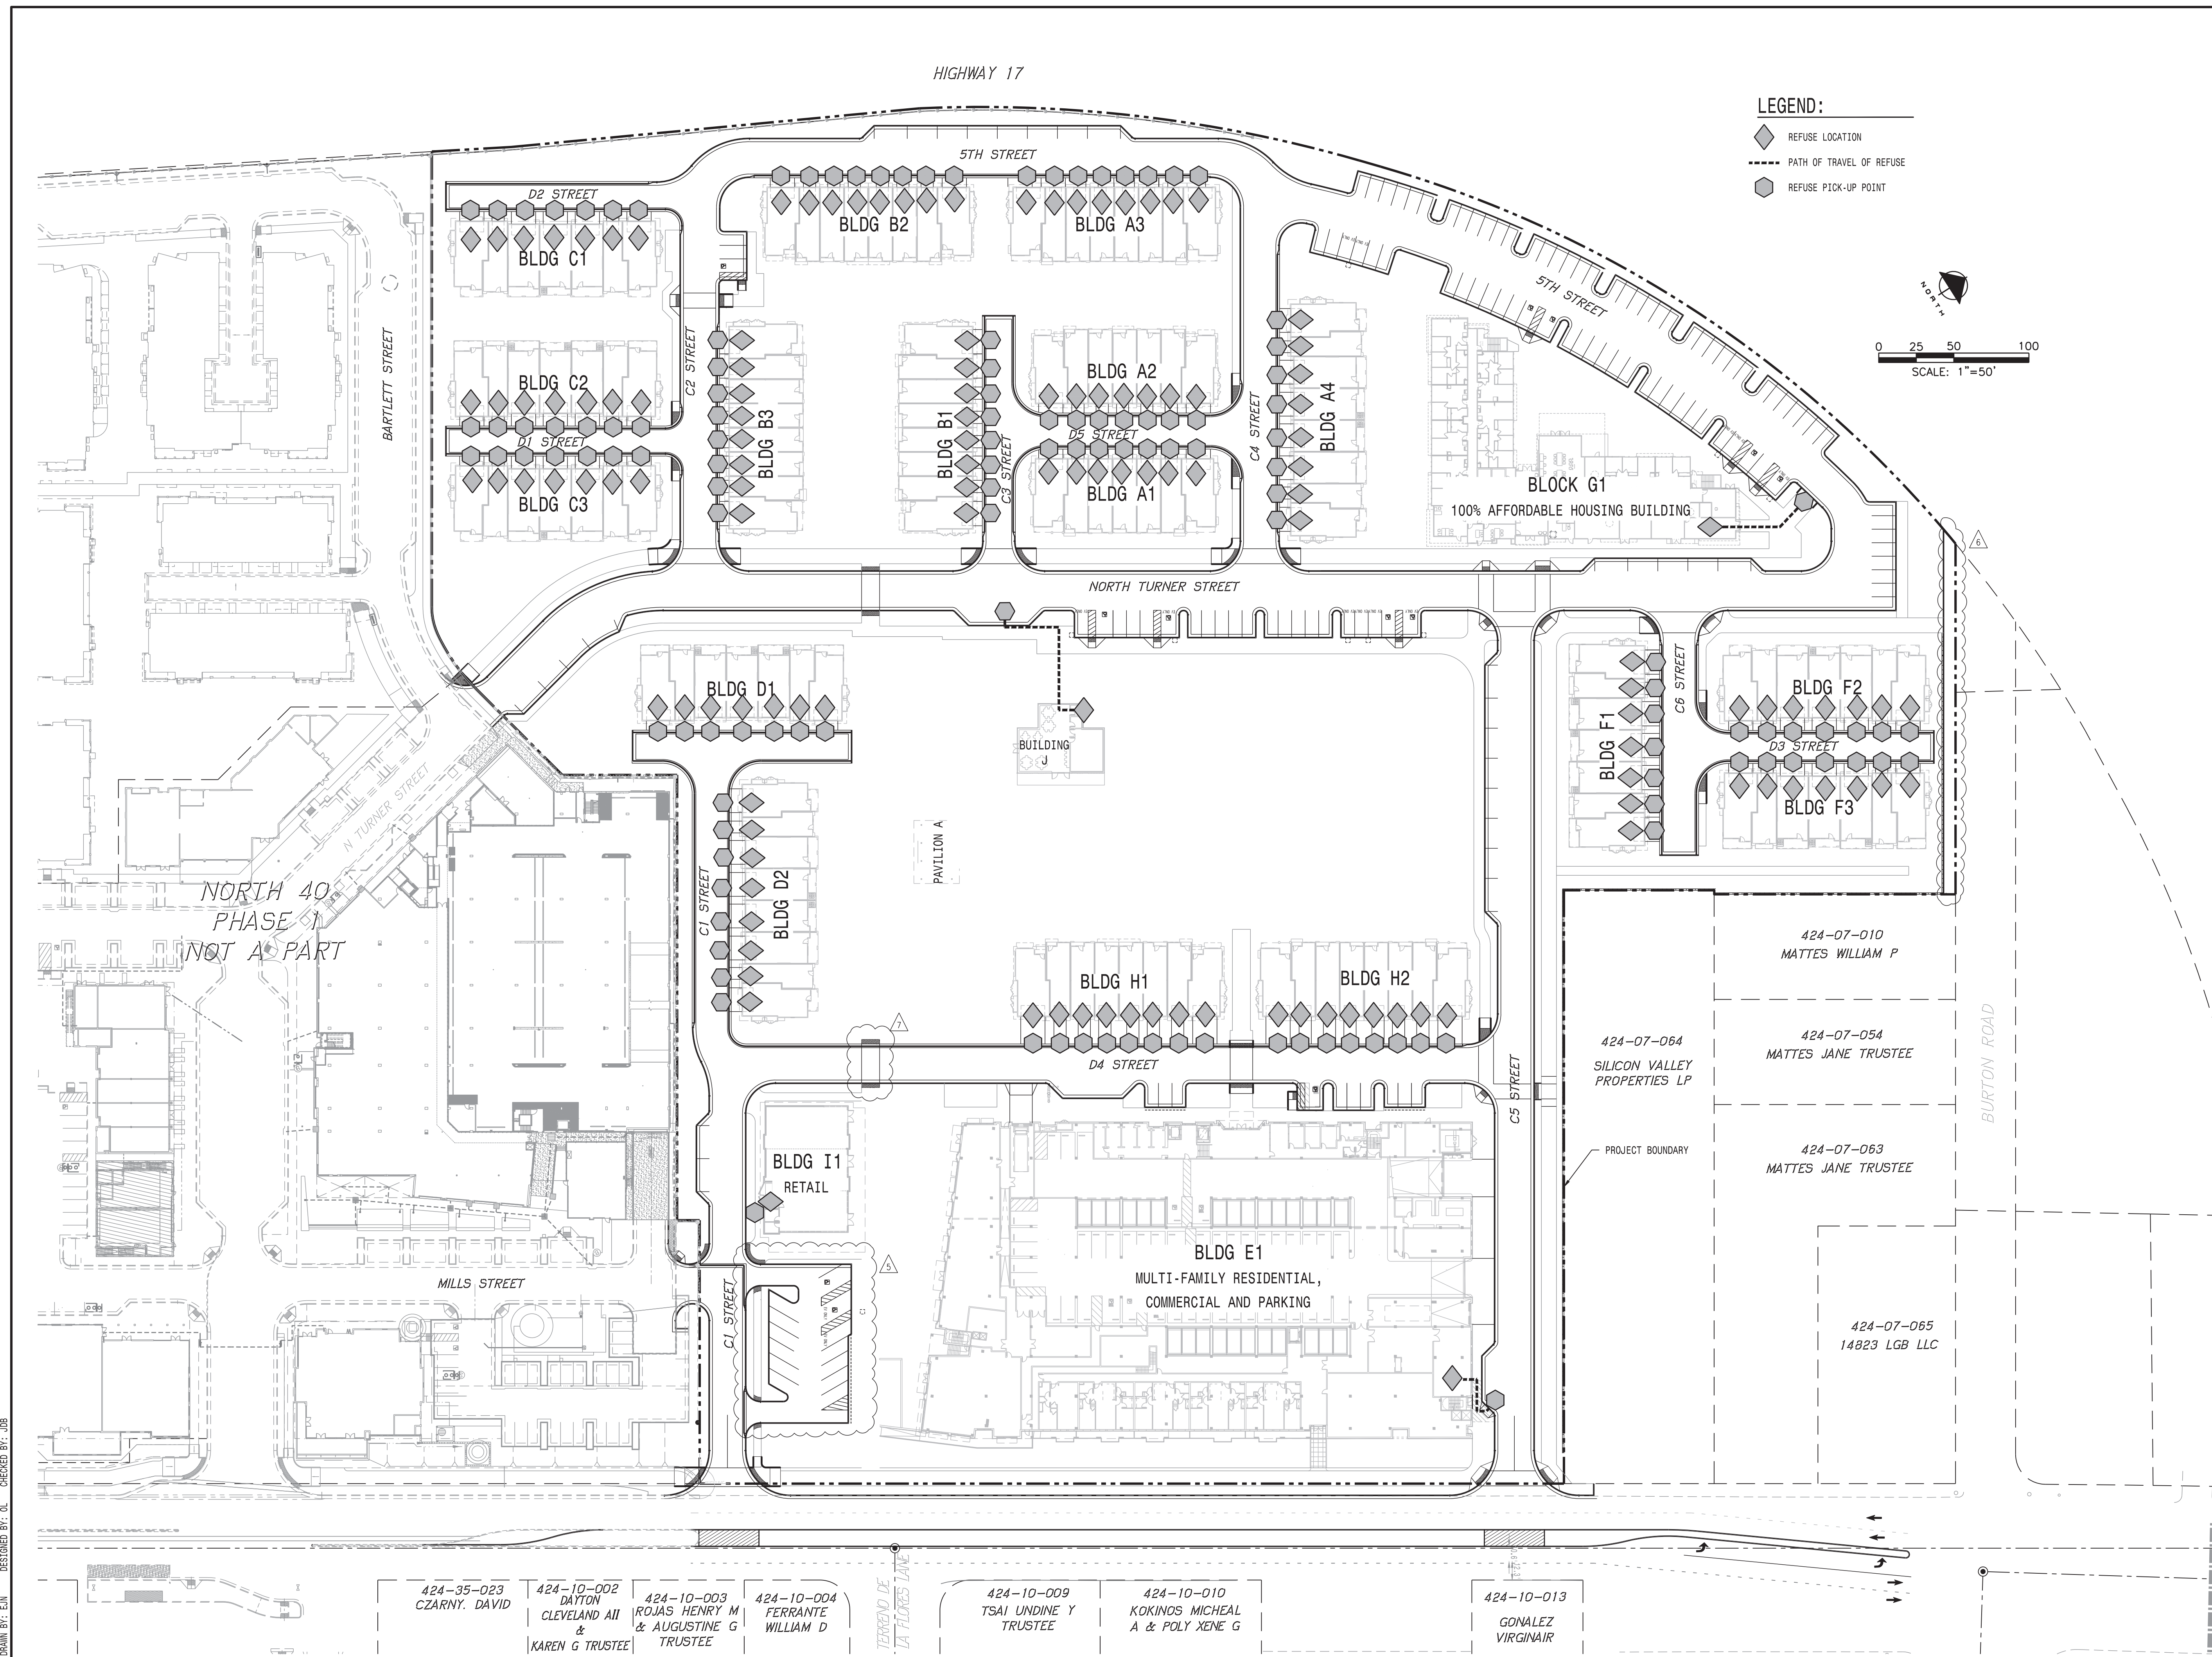 HIGHWAY 17
LEGEND:
REFUSE LOCATION
PATH OF TRAVEL OF REFUSE
REFUSE PICK-UP POINT
5TH STREET
D2 STREET
BLDG B2
BLDG A3
BLDG C1
5TH STREET
NORTH
0 25 50 100
SCALE: 1"=50'
BARTLETT STREET
C2 STREET
BLDG C2
BLDG A2
BLDG B3
BLDG B1
BLDG A4
C4 STREET
D1 STREET
D5 STREET
C3 STREET
BLDG C3
BLDG A1
BLOCK G1
100% AFFORDABLE HOUSING BUILDING
6
NORTH TURNER STREET
BLDG D1
C6 STREET
BLDG F2
BLDG F1
D3 STREET
BLDG F3
BUILDING
J
N TURNER STREET
PAVILION A
NORTH 40
PHASE 1
NOT A PART
C1 STREET
BLDG D2
BLDG H1
BLDG H2
424-07-010
MATTES WILLIAM P
7
D4 STREET
C5 STREET
424-07-064
SILICON VALLEY
PROPERTIES LP
424-07-054
MATTES JANE TRUSTEE
BURTON ROAD
PROJECT BOUNDARY
424-07-063
MATTES JANE TRUSTEE
BLDG I1
RETAIL
BLDG E1
MULTI-FAMILY RESIDENTIAL,
COMMERCIAL AND PARKING
5
MILLS STREET
C1 STREET
424-07-065
14823 LGB LLC
424-35-023
CZARNY. DAVID
424-10-002
DAYTON
CLEVELAND AII
&
KAREN G TRUSTEE
424-10-003
ROJAS HENRY M
& AUGUSTINE G
TRUSTEE
424-10-004
FERRANTE
WILLIAM D
TERRENO DE
LA FLORES LANE
424-10-009
TSAI UNDINE Y
TRUSTEE
424-10-010
KOKINOS MICHEAL
A & POLY XENE G
424-10-013
GONALEZ
VIRGINAIR
DRAWN BY: EJN DESIGNED BY: OL CHECKED BY: JDB